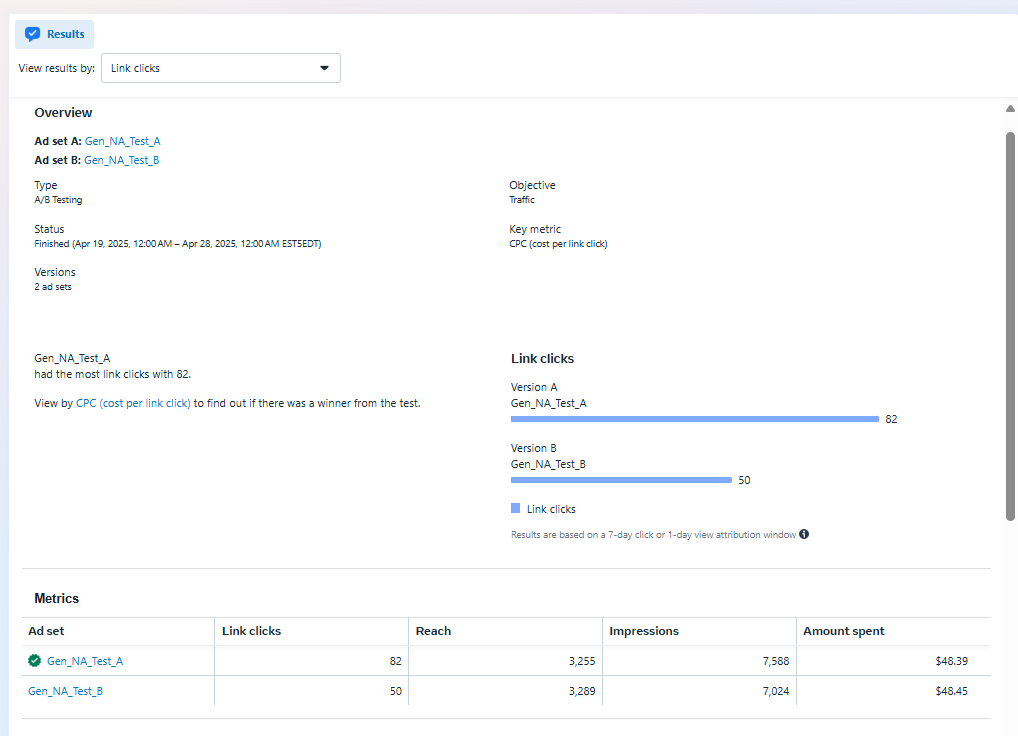 Results
View results by: Link clicks
Overview
Ad set A: Gen_NA_Test_A
Ad set B: Gen_NA_Test_B
Type
A/B Testing
Objective
Traffic
Status
Finished (Apr 19, 2025, 12:00 AM – Apr 28, 2025, 12:00 AM EST5EDT)
Key metric
CPC (cost per link click)
Versions
2 ad sets
Gen_NA_Test_A
had the most link clicks with 82.
View by CPC (cost per link click) to find out if there was a winner from the test.
Link clicks
Version A
Gen_NA_Test_A
82
Version B
Gen_NA_Test_B
50
Link clicks
Results are based on a 7-day click or 1-day view attribution window
Metrics
Ad set Link clicks Reach Impressions Amount spent
Gen_NA_Test_A 82 3,255 7,588 $48.39
Gen_NA_Test_B 50 3,289 7,024 $48.45